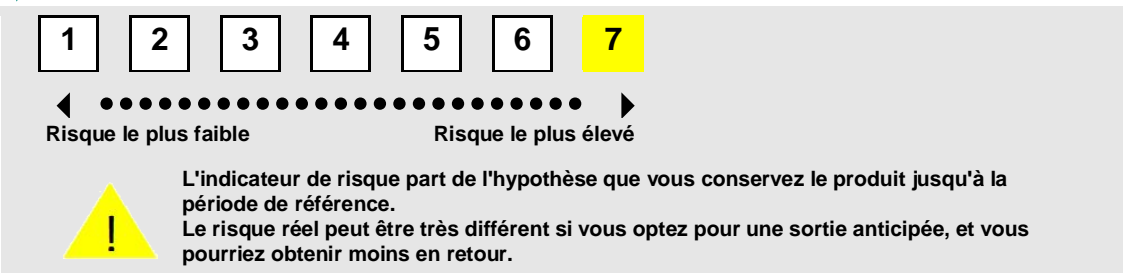 1 2 3 4 5 6 7
Risque le plus faible Risque le plus élevé
!
L'indicateur de risque part de l'hypothèse que vous conservez le produit jusqu'à la
période de référence.
Le risque réel peut être très différent si vous optez pour une sortie anticipée, et vous
pourriez obtenir moins en retour.